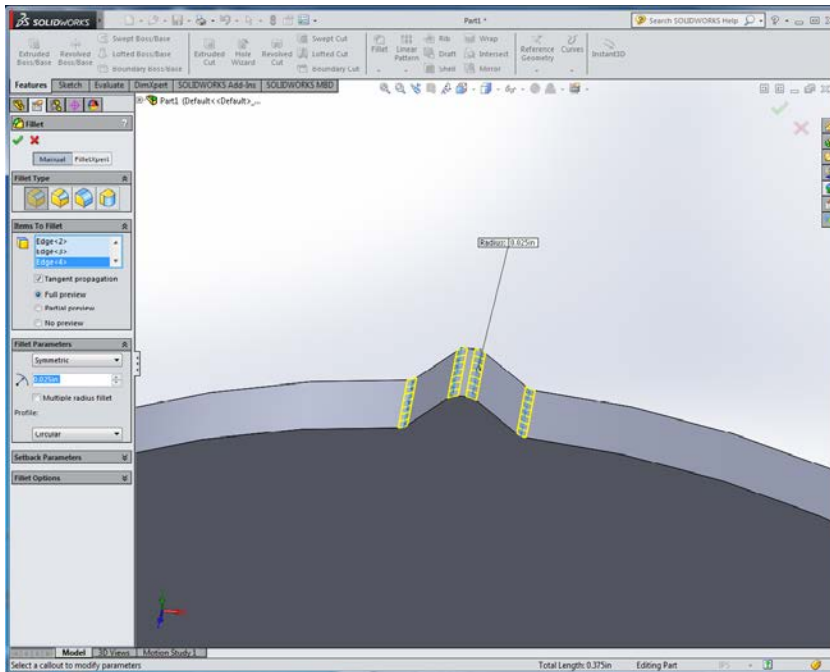 SOLIDWORKS
Part1 *
Search SOLIDWORKS Help
Extruded Boss/Base
Revolved Boss/Base
Swept Boss/Base
Lofted Boss/Base
Boundary Boss/Base
Extruded Cut
Hole Wizard
Revolved Cut
Swept Cut
Lofted Cut
Boundary Cut
Fillet
Linear Pattern
Rib
Draft
Shell
Wrap
Intersect
Mirror
Reference Geometry
Curves
Instant3D
Features
Sketch
Evaluate
DimXpert
SOLIDWORKS Add-Ins
SOLIDWORKS MBD
Part1 (Default<<Default>_...
Fillet
?
Manual
FilletXpert
Fillet Type
Items To Fillet
Edge<2>
Edge<3>
Edge<4>
Tangent propagation
Full preview
Partial preview
No preview
Fillet Parameters
Symmetric
0.025in
Multiple radius fillet
Profile:
Circular
Setback Parameters
Fillet Options
Radius: 0.025in
Model
3D Views
Motion Study 1
Select a callout to modify parameters
Total Length: 0.375in
Editing Part
IPS